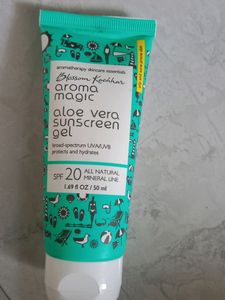 aromatherapy skincare essentials
Blossom Kochhar
aroma
magic
aloe vera
sunscreen
gel
broad-spectrum UVA/UVB
protects and hydrates
SPF 20 ALL NATURAL
MINERAL LINE
1.69 fl OZ / 50 ml